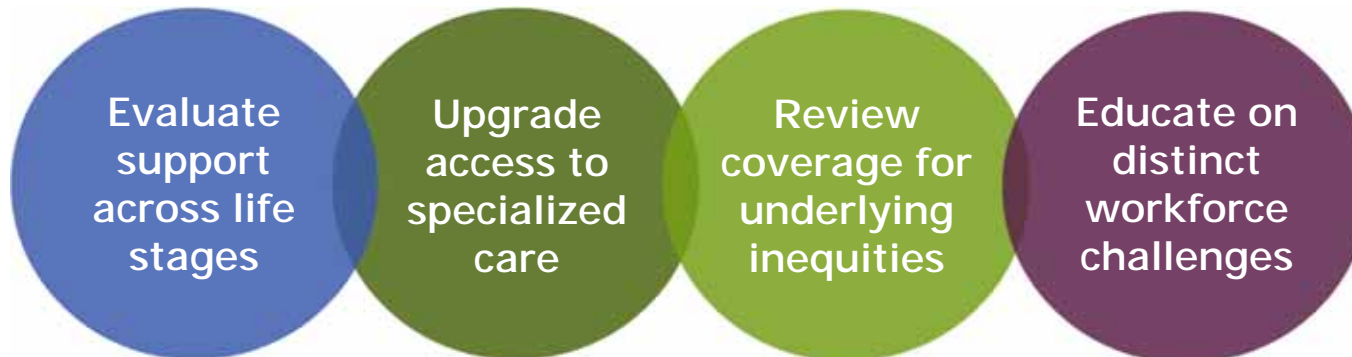 Evaluate
support
across life
stages
Upgrade
access to
specialized
care
Review
coverage for
underlying
inequities
Educate on
distinct
workforce
challenges